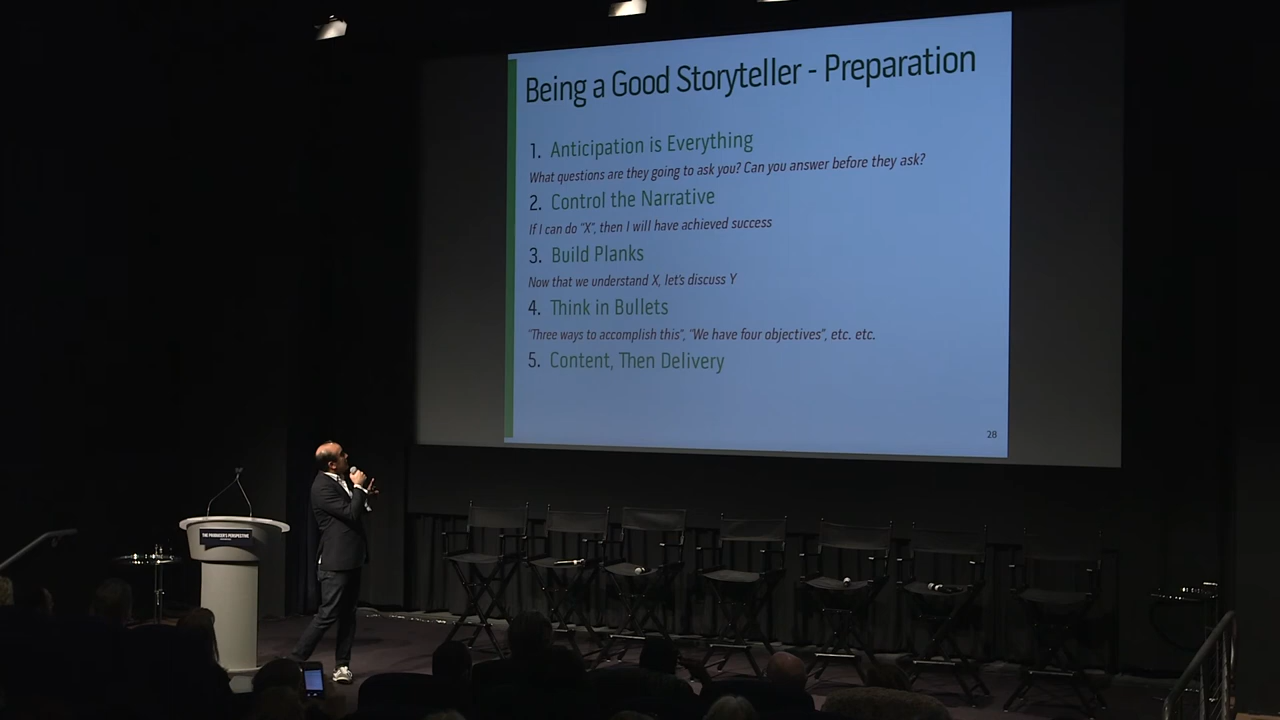 Being a Good Storyteller - Preparation
1. Anticipation is Everything
What questions are they going to ask you? Can you answer before they ask?
2. Control the Narrative
If I can do "X", then I will have achieved success
3. Build Planks
Now that we understand X, let's discuss Y
4. Think in Bullets
"Three ways to accomplish this", "We have four objectives", etc. etc.
5. Content, Then Delivery
28
THE PRODUCER'S PERSPECTIVE